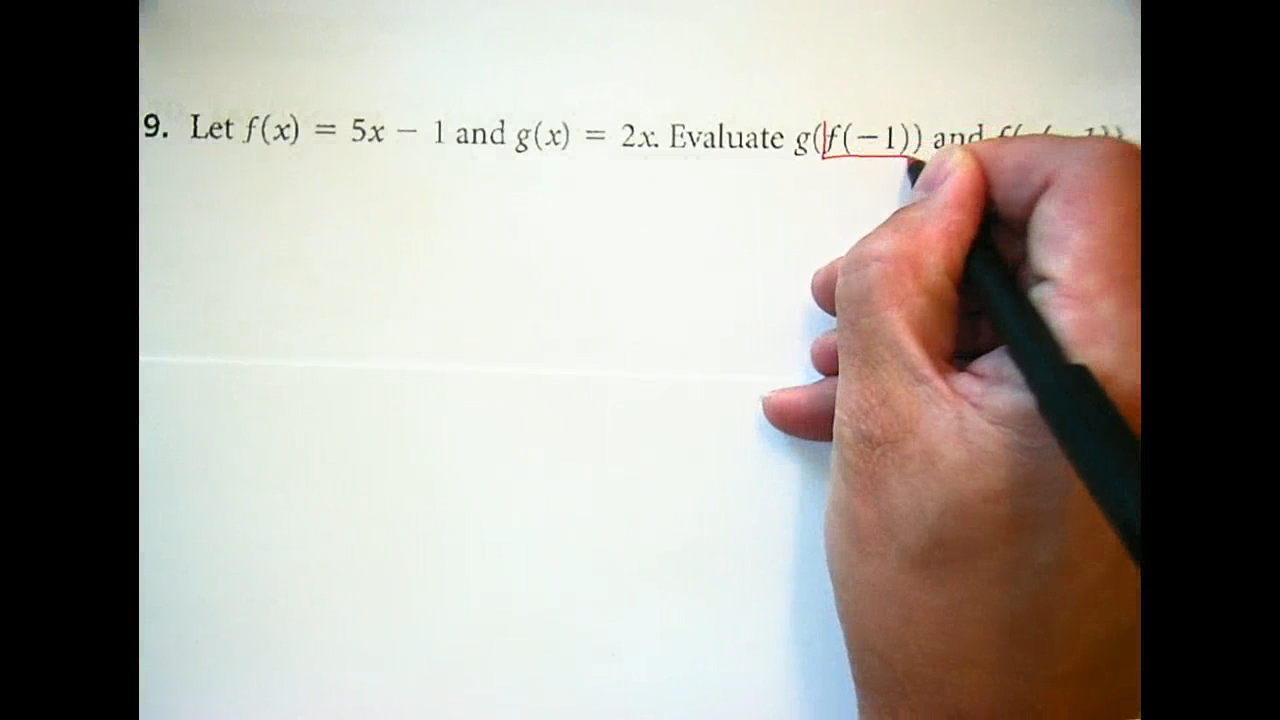 9. Let f(x) = 5x − 1 and g(x) = 2x. Evaluate g(f(−1)) and